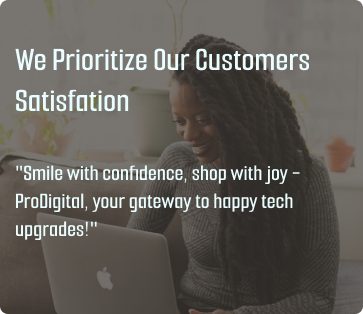 We Prioritize Our Customers
Satisfation
"Smile with confidence, shop with joy –
ProDigital, your gateway to happy tech
upgrades!"